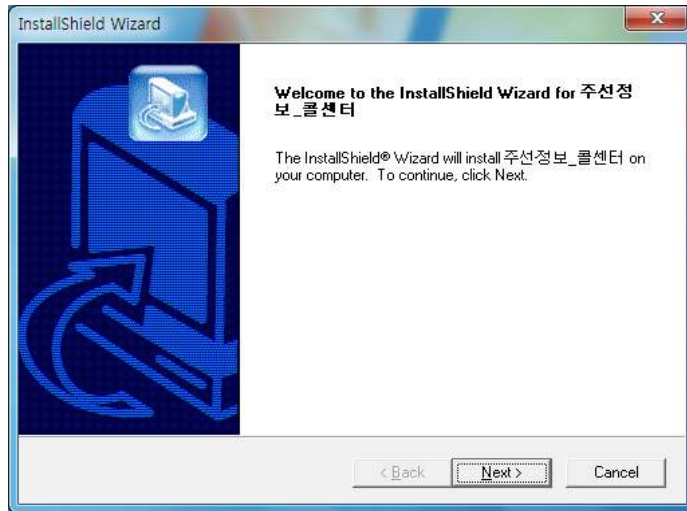 InstallShield Wizard
Welcome to the InstallShield Wizard for 주선정
보_콜센터
The InstallShield® Wizard will install 주선정보_콜센터 on
your computer. To continue, click Next.
< Back Next > Cancel